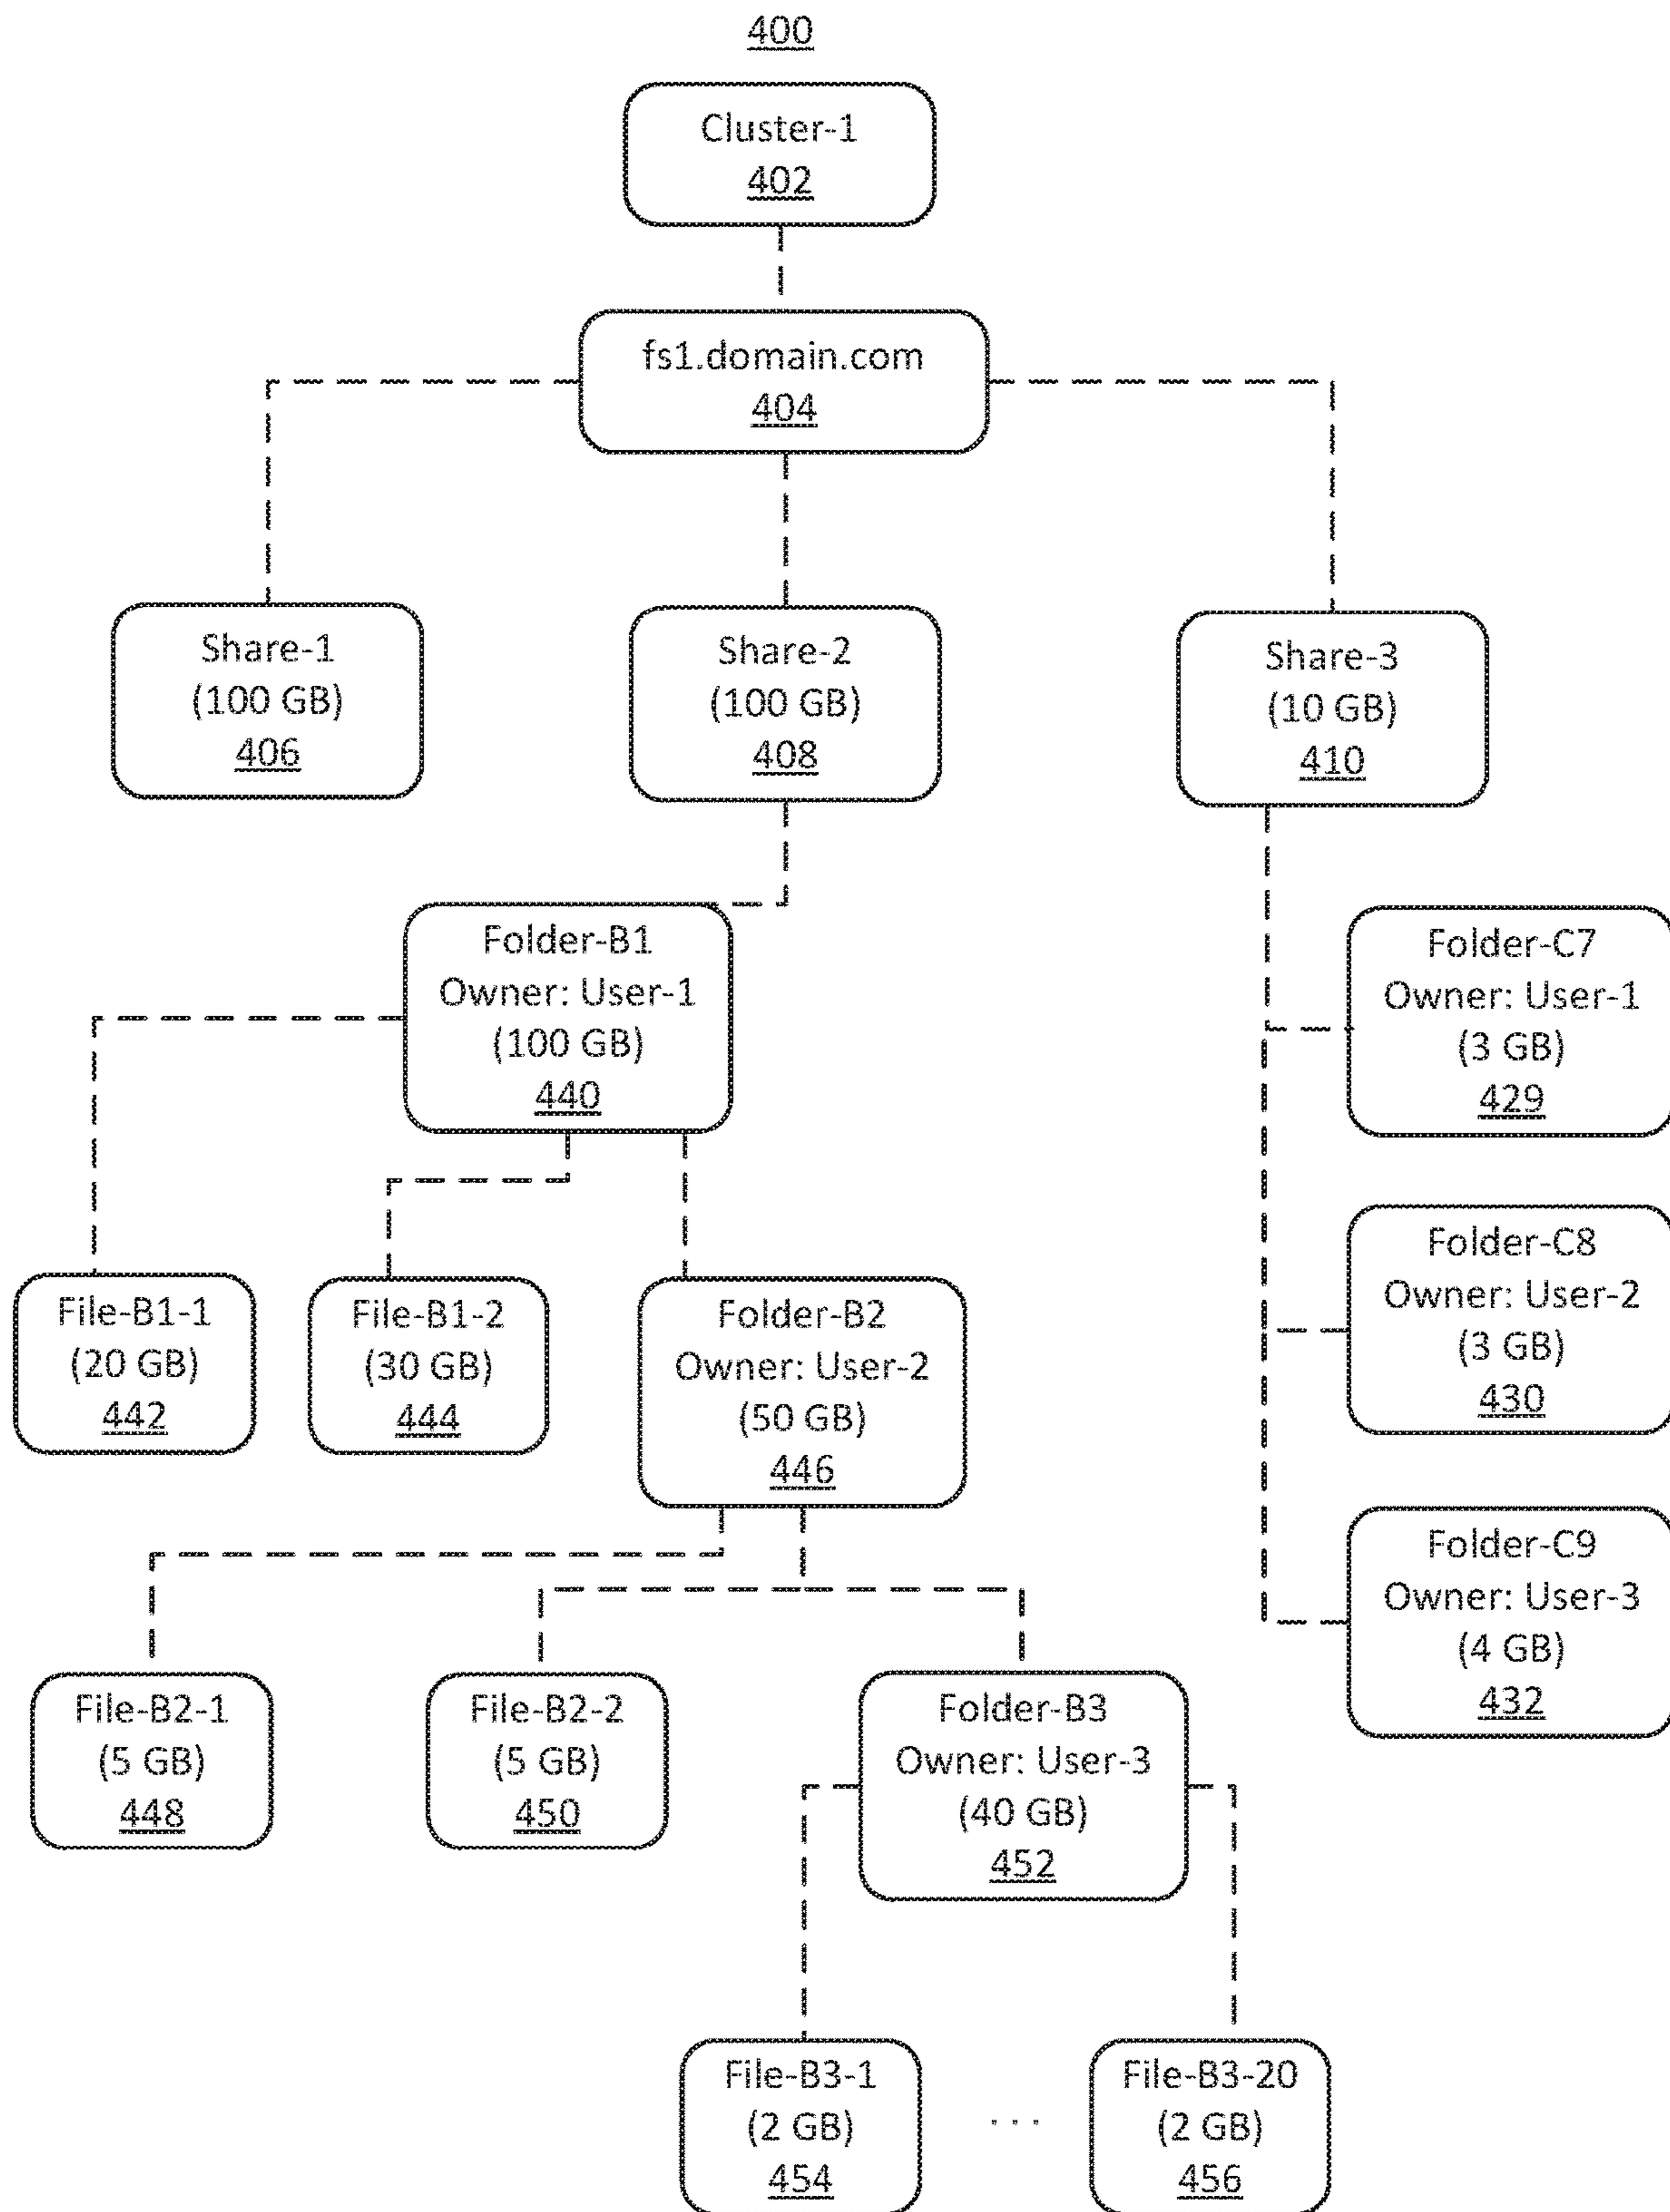 400
Cluster-1
402
fs1.domain.com
404
Share-1
(100 GB)
406
Share-2
(100 GB)
408
Share-3
(10 GB)
410
Folder-B1
Owner: User-1
(100 GB)
440
Folder-C7
Owner: User-1
(3 GB)
429
File-B1-1
(20 GB)
442
File-B1-2
(30 GB)
444
Folder-B2
Owner: User-2
(50 GB)
446
Folder-C8
Owner: User-2
(3 GB)
430
Folder-C9
Owner: User-3
(4 GB)
432
File-B2-1
(5 GB)
448
File-B2-2
(5 GB)
450
Folder-B3
Owner: User-3
(40 GB)
452
File-B3-1
(2 GB)
454
...
File-B3-20
(2 GB)
456